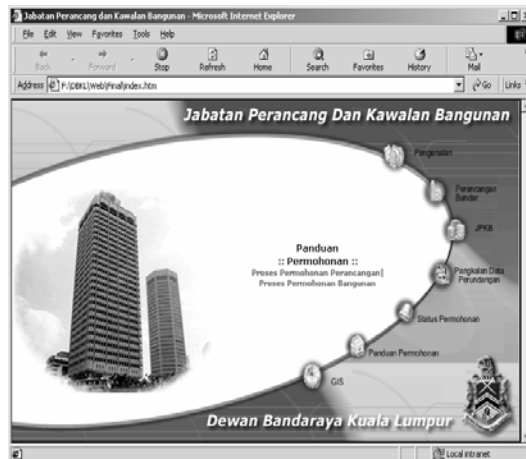 Jabatan Perancang dan Kawalan Bangunan - Microsoft Internet Explorer
File Edit View Favorites Tools Help
Back Forward Stop Refresh Home Search Favorites History Mail
Address F:\DBKL\Web\Final\index.htm Go Links
Jabatan Perancang Dan Kawalan Bangunan
Pengenalan
Perancangan
Bandar
JPKB
Panduan
:: Permohonan ::
Proses Permohonan Perancangan|
Proses Permohonan Bangunan
Pangkalan Data
Perundangan
Status Permohonan
Panduan Permohonan
GIS
Dewan Bandaraya Kuala Lumpur
Local intranet